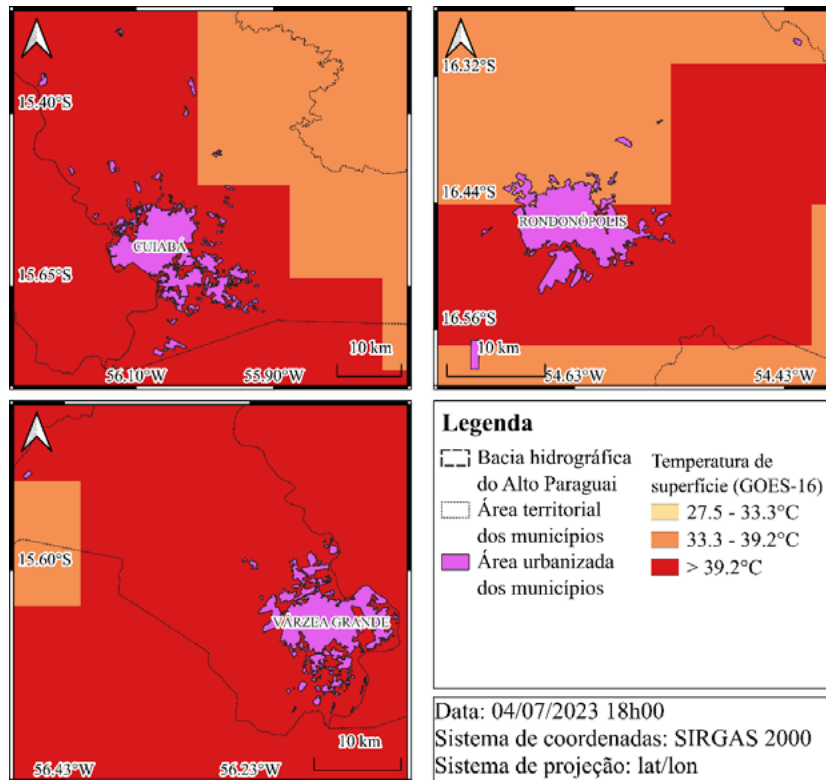 15.40°S
CUIABÁ
15.65°S
10 km
56.10°W
55.90°W
16.32°S
16.44°S
RONDONÓPOLIS
16.56°S
10 km
54.63°W
54.43°W
15.60°S
VÁRZEA GRANDE
10 km
56.43°W
56.23°W
Legenda
Bacia hidrográfica
do Alto Paraguai
Área territorial
dos municípios
Área urbanizada
dos municípios
Temperatura de
superfície (GOES-16)
27.5 - 33.3°C
33.3 - 39.2°C
> 39.2°C
Data: 04/07/2023 18h00
Sistema de coordenadas: SIRGAS 2000
Sistema de projeção: lat/lon